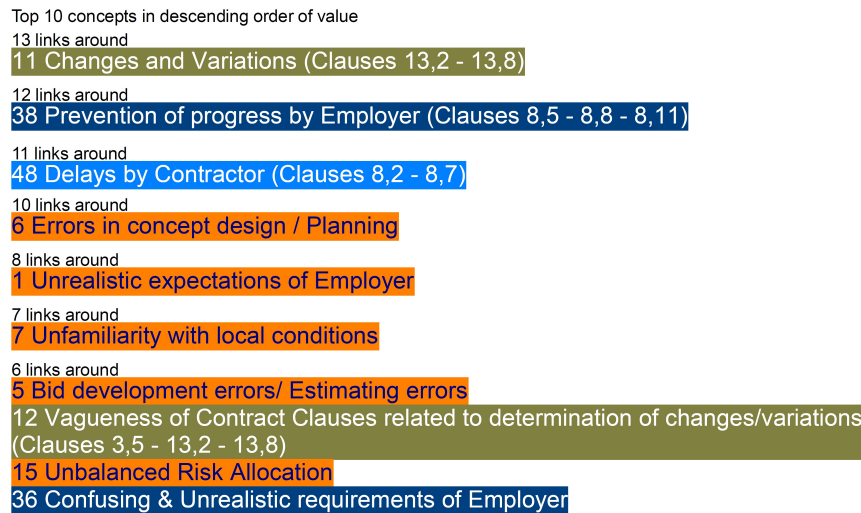 Top 10 concepts in descending order of value
13 links around
11 Changes and Variations (Clauses 13,2 - 13,8)
12 links around
38 Prevention of progress by Employer (Clauses 8,5 - 8,8 - 8,11)
11 links around
48 Delays by Contractor (Clauses 8,2 - 8,7)
10 links around
6 Errors in concept design / Planning
8 links around
1 Unrealistic expectations of Employer
7 links around
7 Unfamiliarity with local conditions
6 links around
5 Bid development errors/ Estimating errors
12 Vagueness of Contract Clauses related to determination of changes/variations
(Clauses 3,5 - 13,2 - 13,8)
15 Unbalanced Risk Allocation
36 Confusing & Unrealistic requirements of Employer